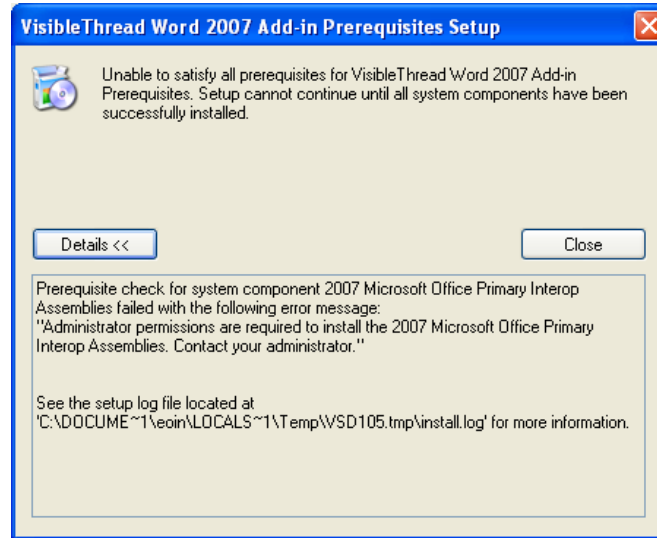 VisibleThread Word 2007 Add-in Prerequisites Setup
Unable to satisfy all prerequisites for VisibleThread Word 2007 Add-in
Prerequisites. Setup cannot continue until all system components have been
successfully installed.
Details <<
Close
Prerequisite check for system component 2007 Microsoft Office Primary Interop
Assemblies failed with the following error message:
"Administrator permissions are required to install the 2007 Microsoft Office Primary
Interop Assemblies. Contact your administrator."
See the setup log file located at
'C:\DOCUME~1\eoin\LOCALS~1\Temp\VSD105.tmp\install.log' for more information.